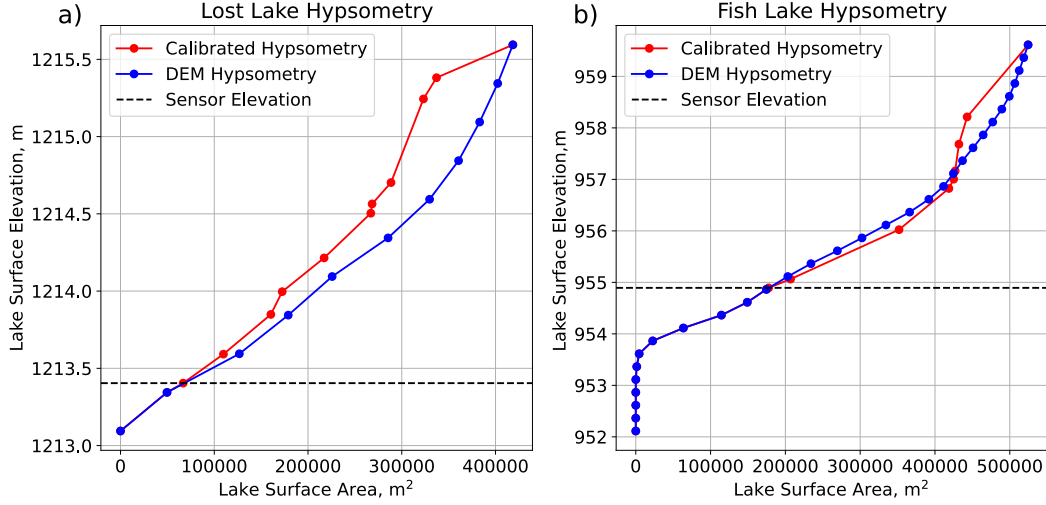 a)
Lost Lake Hypsometry
Calibrated Hypsometry
DEM Hypsometry
Sensor Elevation
Lake Surface Elevation, m
1215.5
1215.0
1214.5
1214.0
1213.5
1213.0
0 100000 200000 300000 400000
Lake Surface Area, m²
b)
Fish Lake Hypsometry
Calibrated Hypsometry
DEM Hypsometry
Sensor Elevation
Lake Surface Elevation,m
959
958
957
956
955
954
953
952
0 100000 200000 300000 400000 500000
Lake Surface Area, m²